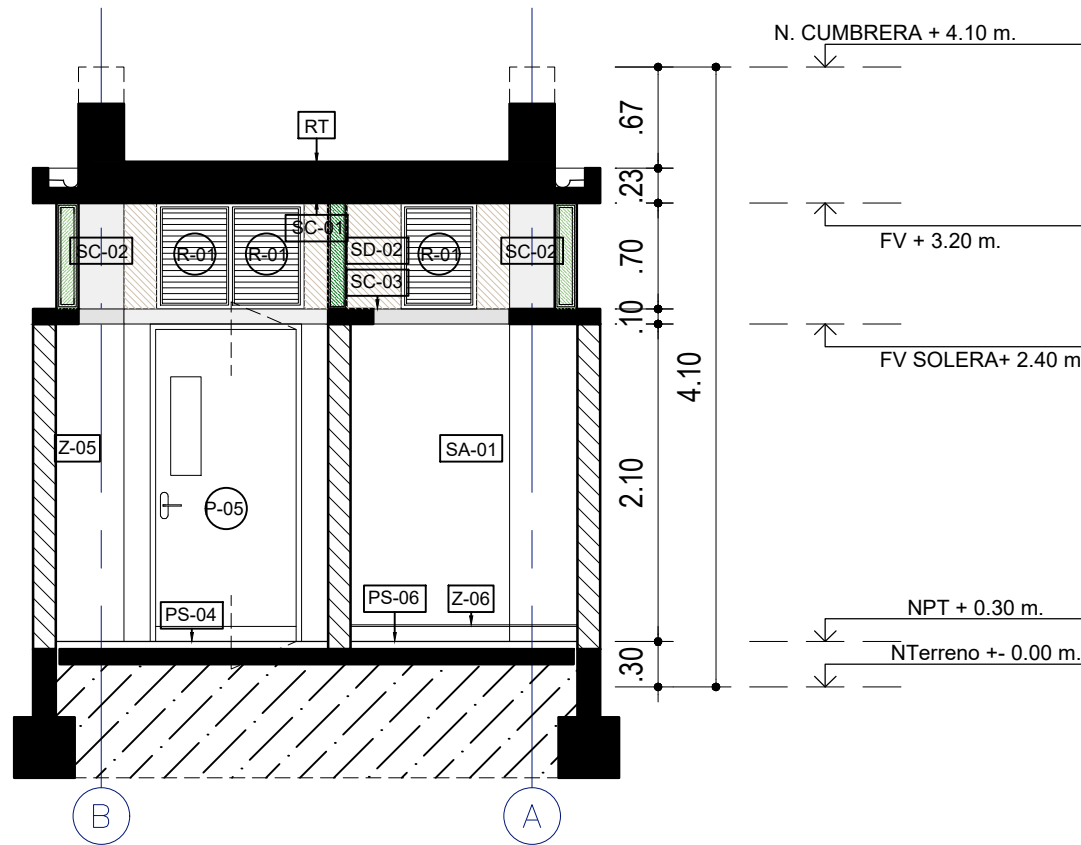 N. CUMBRERA + 4.10 m.
RT
.67
.23
SC-01
SC-02
R-01
R-01
SD-02
R-01
SC-02
FV + 3.20 m.
.70
SC-03
.10
FV SOLERA+ 2.40 m
4.10
Z-05
SA-01
2.10
P-05
PS-04
PS-06
Z-06
NPT + 0.30 m.
NTerreno +- 0.00 m.
.30
B
A